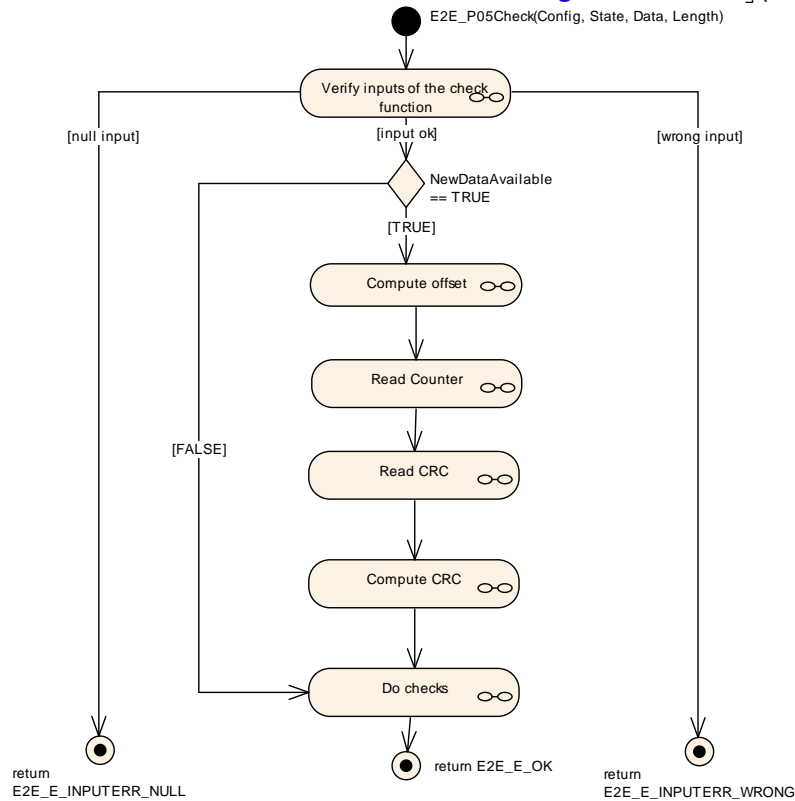 E2E_P05Check(Config, State, Data, Length)
Verify inputs of the check
function
[null input]
[input ok]
[wrong input]
NewDataAvailable
== TRUE
[TRUE]
Compute offset
Read Counter
[FALSE]
Read CRC
Compute CRC
Do checks
return E2E_E_OK
return
E2E_E_INPUTERR_NULL
return
E2E_E_INPUTERR_WRONG